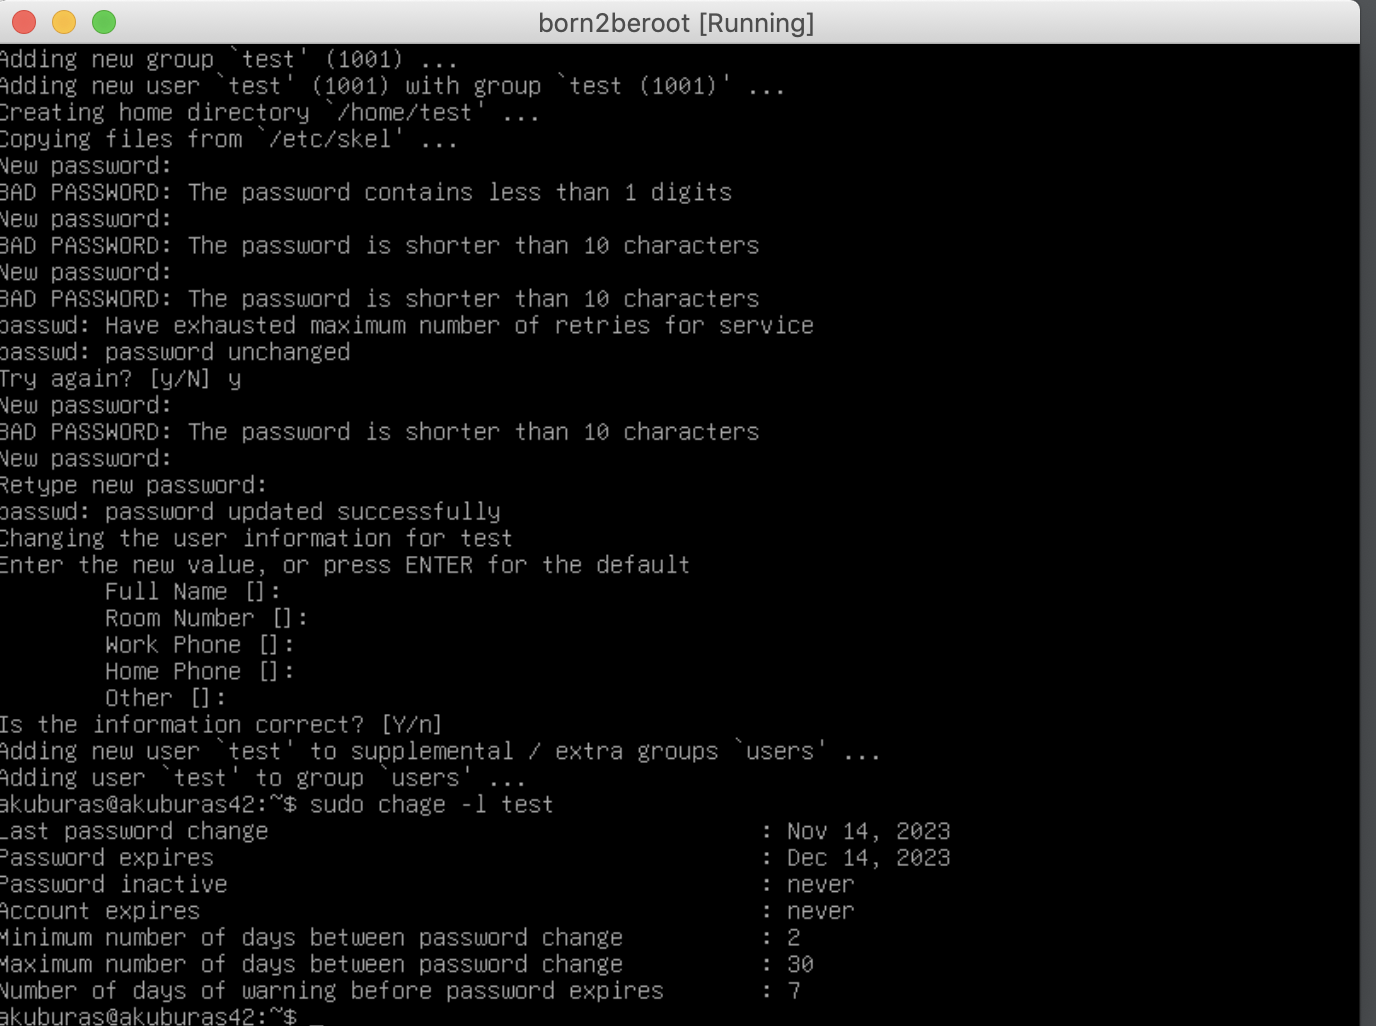 born2beroot [Running]
Adding new group `test' (1001) ...
Adding new user `test' (1001) with group `test (1001)' ...
Creating home directory `/home/test' ...
Copying files from `/etc/skel' ...
New password:
BAD PASSWORD: The password contains less than 1 digits
New password:
BAD PASSWORD: The password is shorter than 10 characters
New password:
BAD PASSWORD: The password is shorter than 10 characters
passwd: Have exhausted maximum number of retries for service
passwd: password unchanged
Try again? [y/N] y
New password:
BAD PASSWORD: The password is shorter than 10 characters
New password:
Retype new password:
passwd: password updated successfully
Changing the user information for test
Enter the new value, or press ENTER for the default
Full Name []:
Room Number []:
Work Phone []:
Home Phone []:
Other []:
Is the information correct? [Y/n]
Adding new user `test' to supplemental / extra groups `users' ...
Adding user `test' to group `users' ...
akuburas@akuburas42:~$ sudo chage -l test
Last password change : Nov 14, 2023
Password expires : Dec 14, 2023
Password inactive : never
Account expires : never
Minimum number of days between password change : 2
Maximum number of days between password change : 30
Number of days of warning before password expires : 7
akuburas@akuburas42:~$ _